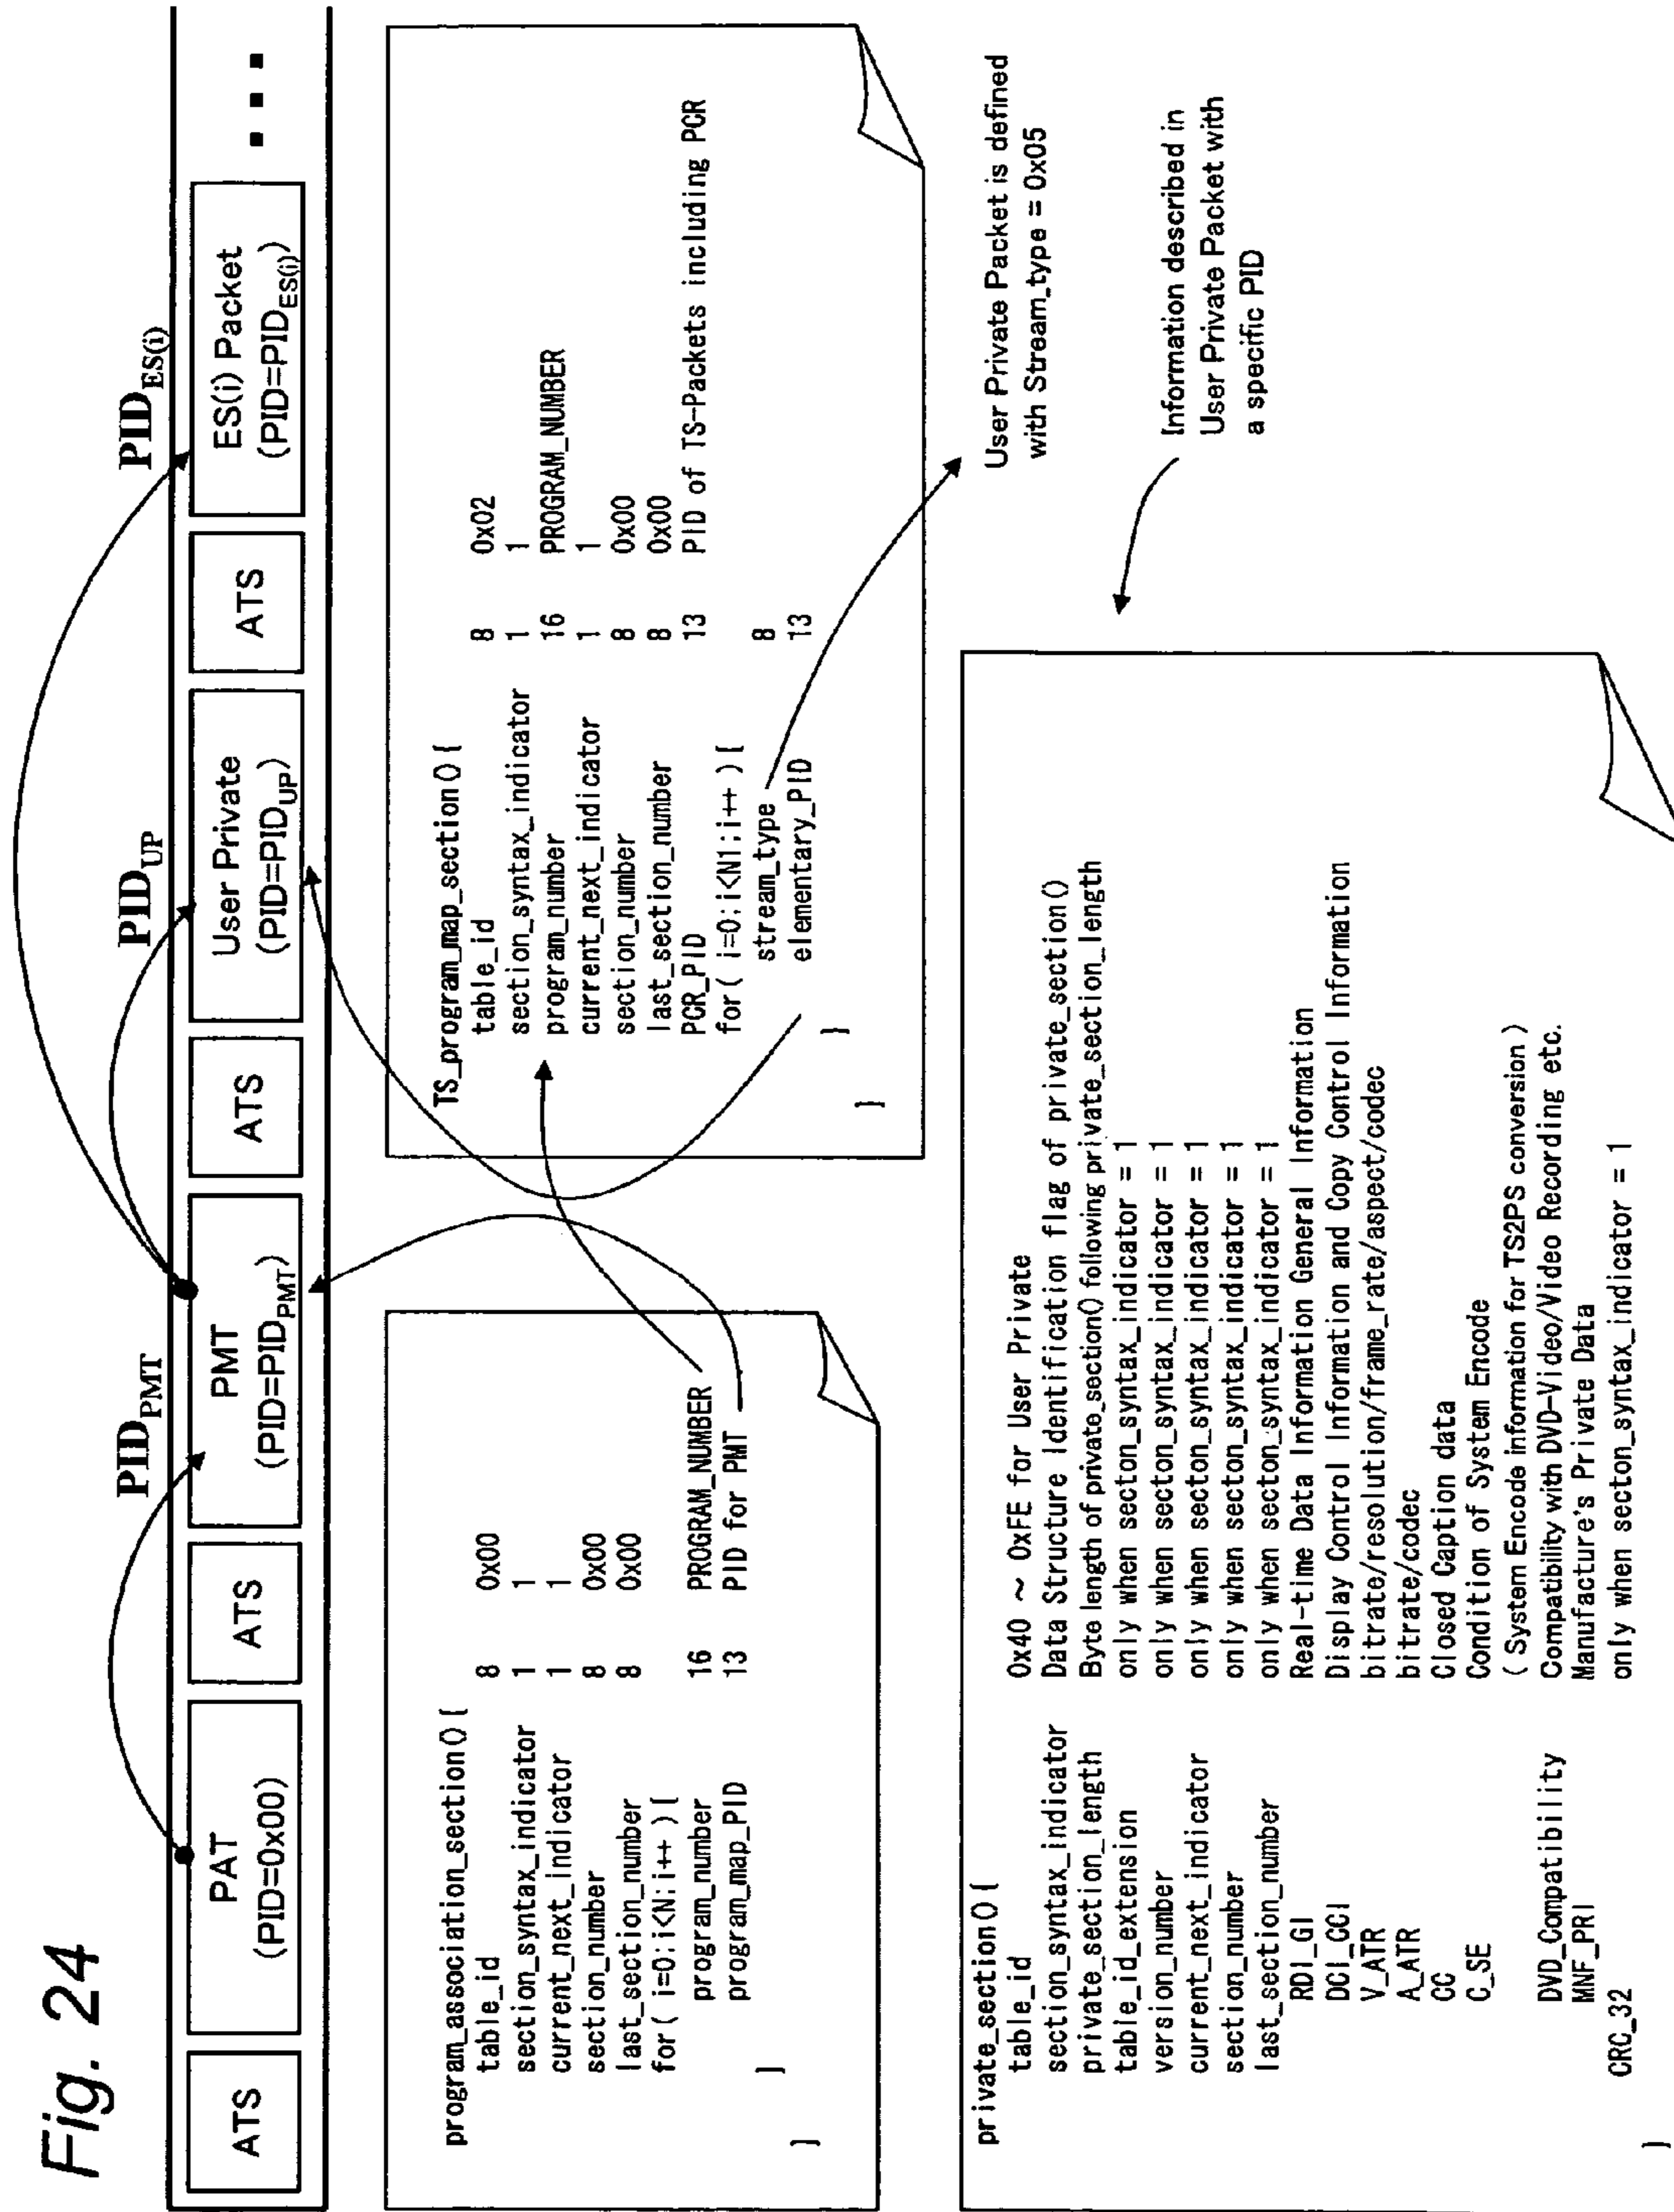 Fig. 24
PID_PMT PID_UP PID_ES(i)
ATS PAT (PID=0x00) ATS PMT (PID=PID_PMT) ATS User Private (PID=PID_UP) ATS ES(i) Packet (PID=PID_ES(i)) ...
program_association_section() {
table_id 8 0x00
section_syntax_indicator 1 1
current_next_indicator 1 1
section_number 8 0x00
last_section_number 8 0x00
for( i=0;i<N;i++ ) {
program_number 16 PROGRAM_NUMBER
program_map_PID 13 PID for PMT
}
}
TS_program_map_section() {
table_id 8 0x02
section_syntax_indicator 1 1
program_number 16 PROGRAM_NUMBER
current_next_indicator 1 1
section_number 8 0x00
last_section_number 8 0x00
PCR_PID 13 PID of TS-Packets including PCR
for( i=0;i<N1;i++ ) {
stream_type 8
elementary_PID 13
}
}
User Private Packet is defined
with Stream_type = 0x05
private_section() {
table_id 0x40 ~ 0xFE for User Private
section_syntax_indicator Data Structure Identification flag of private_section()
private_section_length Byte length of private_section() following private_section_length
table_id_extension only when secton_syntax_indicator = 1
version_number only when secton_syntax_indicator = 1
current_next_indicator only when secton_syntax_indicator = 1
section_number only when secton_syntax_indicator = 1
last_section_number only when secton_syntax_indicator = 1
RDI_GI Real-time Data Information General Information
DCI_CCI Display Control Information and Copy Control Information
V_ATR bitrate/resolution/frame_rate/aspect/codec
A_ATR bitrate/codec
CC Closed Caption data
C_SE Condition of System Encode
( System Encode information for TS2PS conversion )
DVD_Compatibility Compatibility with DVD-Video/Video Recording etc.
MNF_PRI Manufacture's Private Data
CRC_32 only when secton_syntax_indicator = 1
}
Information described in
User Private Packet with
a specific PID